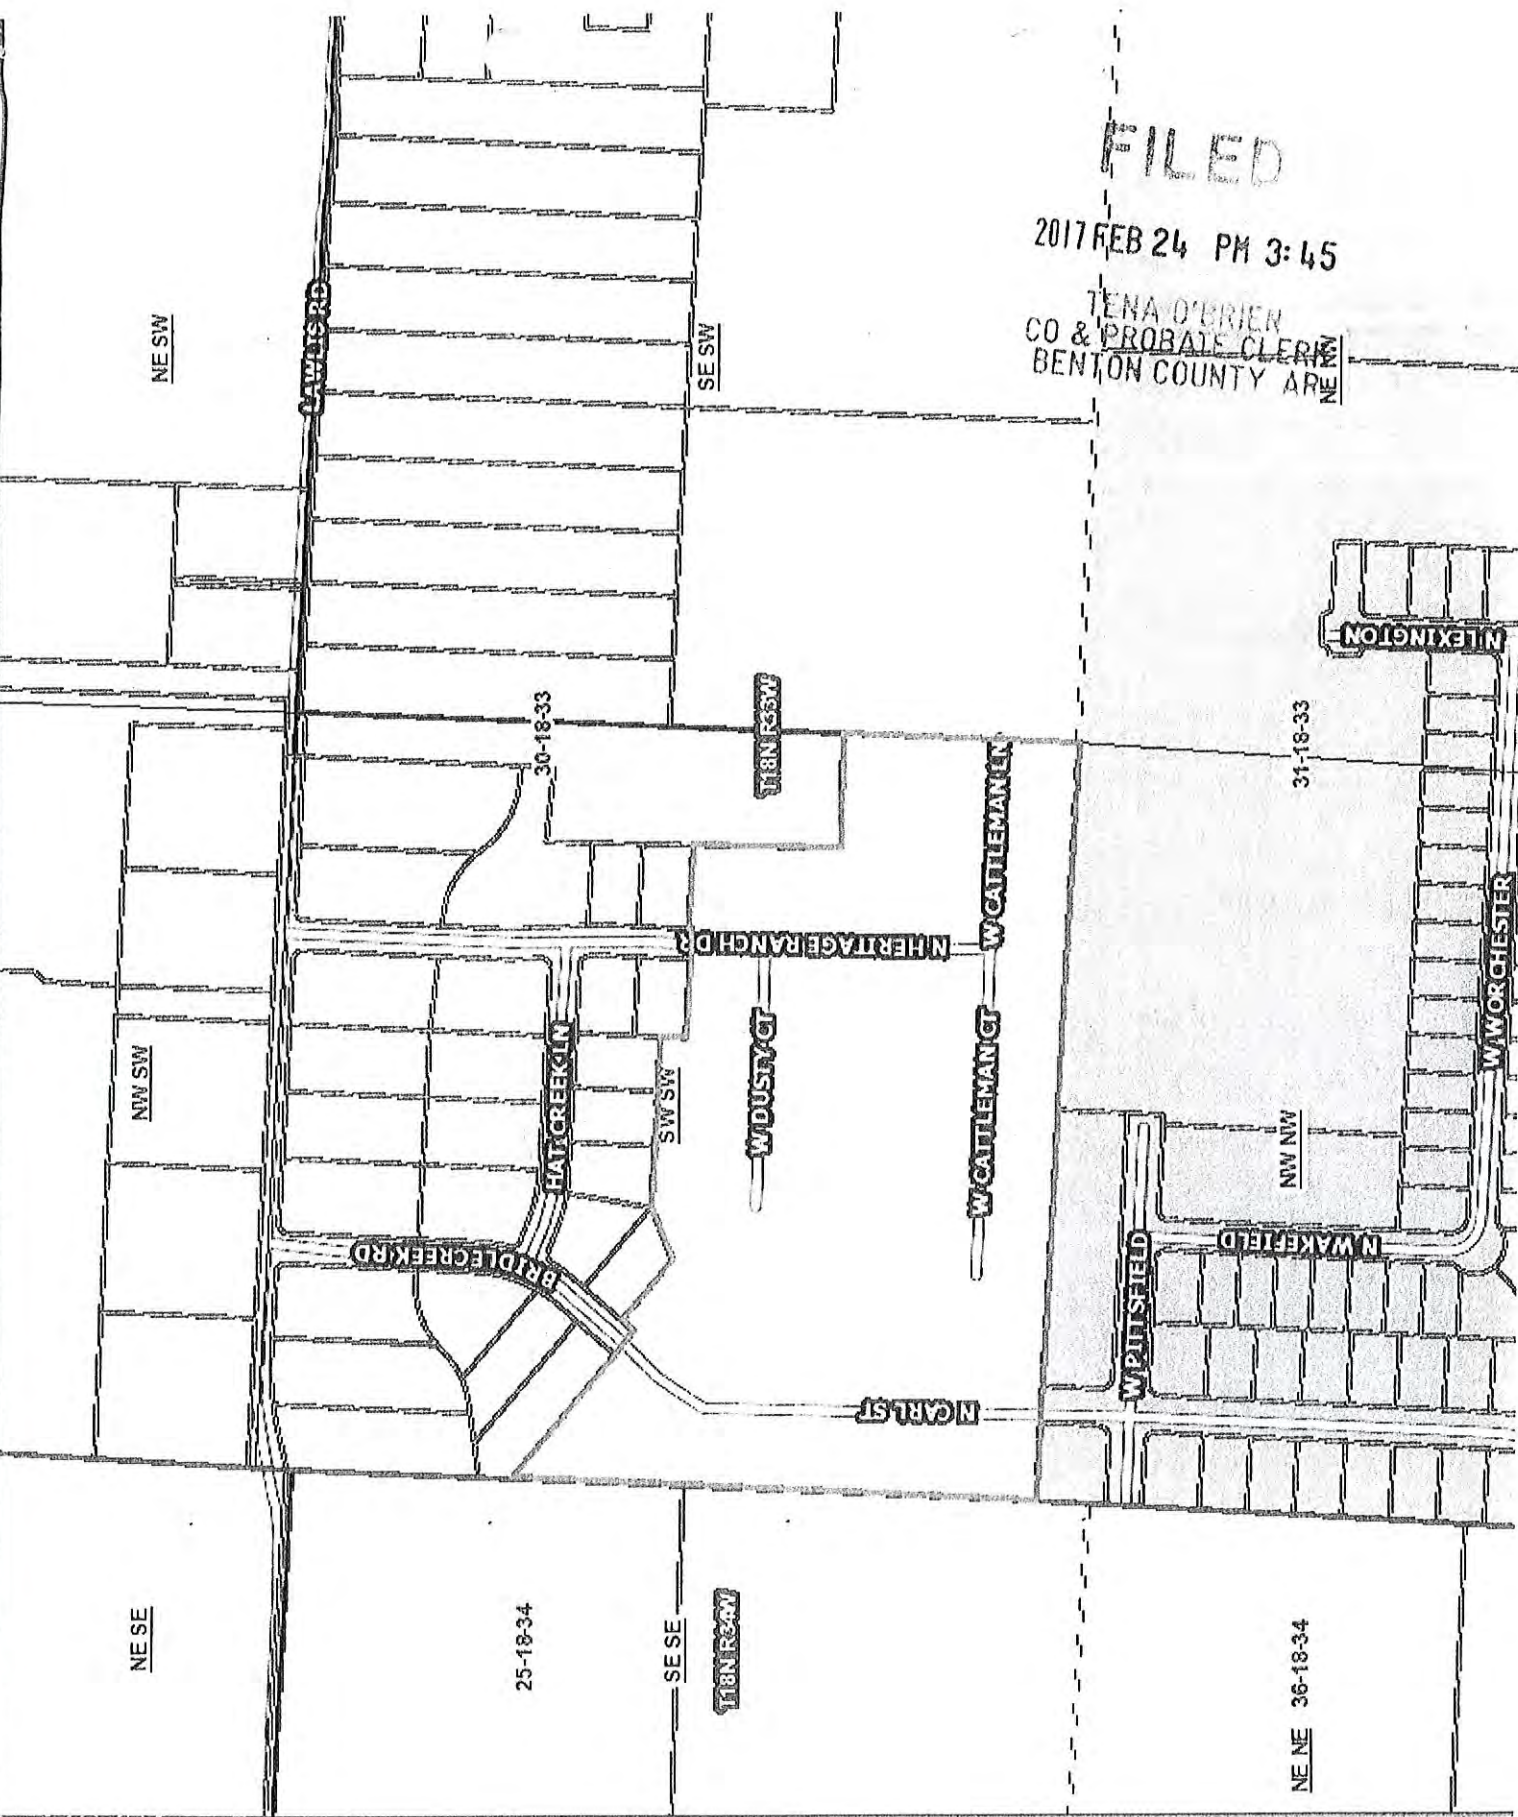 FILED
2017 FEB 24 PM 3:45
TENA O'BRIEN
CO & PROBATE CLERK
BENTON COUNTY AR
NE SW
LAWLIS RD
SE SW
NE NW
30-18-33
T18N R33W
31-18-33
N LEXINGTON
N HERITAGE RANCH DR
W CATTLEMAN LN
NW SW
HATCREEK LN
SW SW
W DUSTY CT
W CATTLEMAN CT
NW NW
W WORCHESTER
BRIDLECREEK RD
N CARL ST
W PITTSFIELD
N WAKEFIELD
NE SE
25-18-34
SE SE
T18N R34W
NE NE 36-18-34